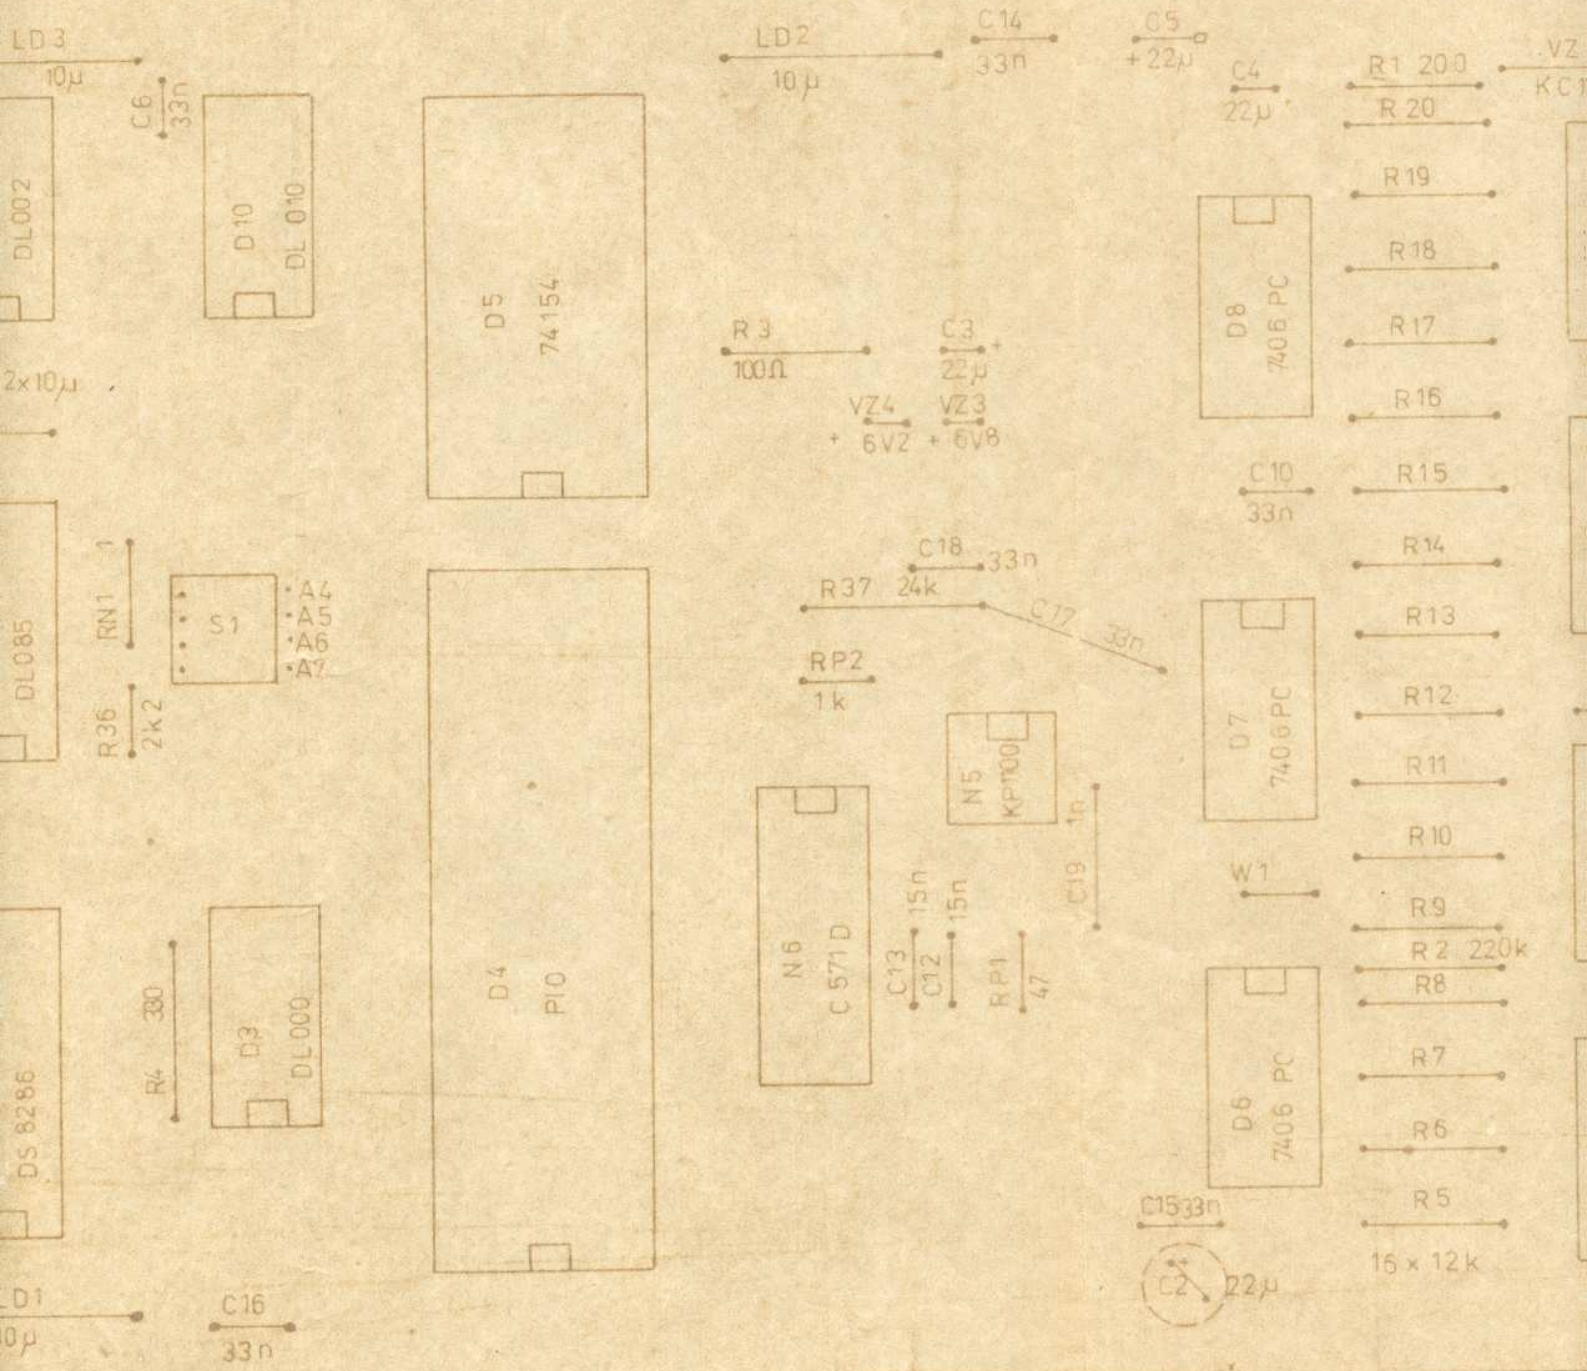 LD3
10µ
C6
33n
DL002
D10
DL 010
2x10µ
D5
74154
LD2
10µ
C14
33n
C5
+22µ
C4
22µ
R1 200
VZ
R 20
R19
R18
R17
R16
R15
R14
R13
R12
R11
R10
R9
R2 220k
R8
R7
R6
R5
16 x 12k
D8
7406 PC
R3
100Ω
C3
+
22µ
VZ4
+ 6V2
VZ3
+ 6V8
C10
33n
C18
33n
R37 24k
C17 33n
RP2
1k
DL085
RN1 1
S1
A4
A5
A6
A7
R36
2k2
N5
KP1100
D7
7406PC
C19 1n
W1
N6
C 571 D
C13 15n
C12 15n
RP1
47
D4
PIO
R4 330
D3
DL000
DS 8286
D6
7406 PC
C15 33n
+
C2
22µ
LD1
10µ
C16
33n